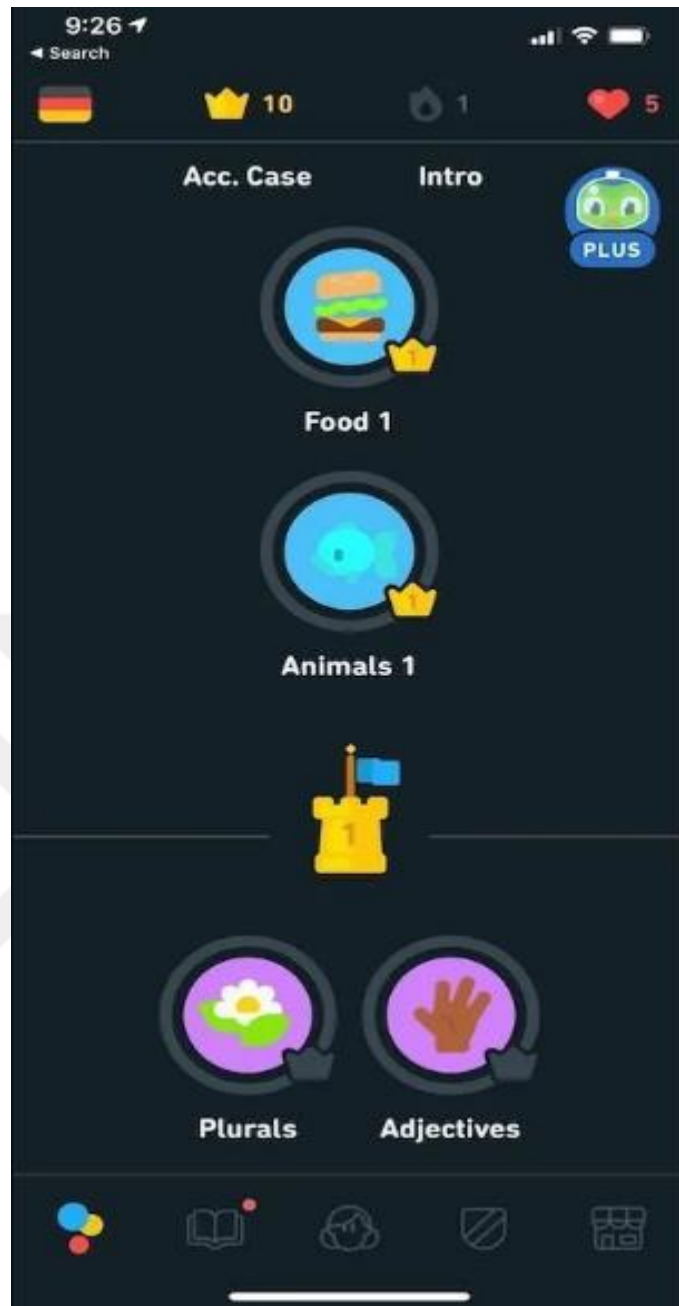 9:26
◄ Search
10
1
5
Acc. Case Intro
PLUS
1
Food 1
1
Animals 1
1
Plurals Adjectives